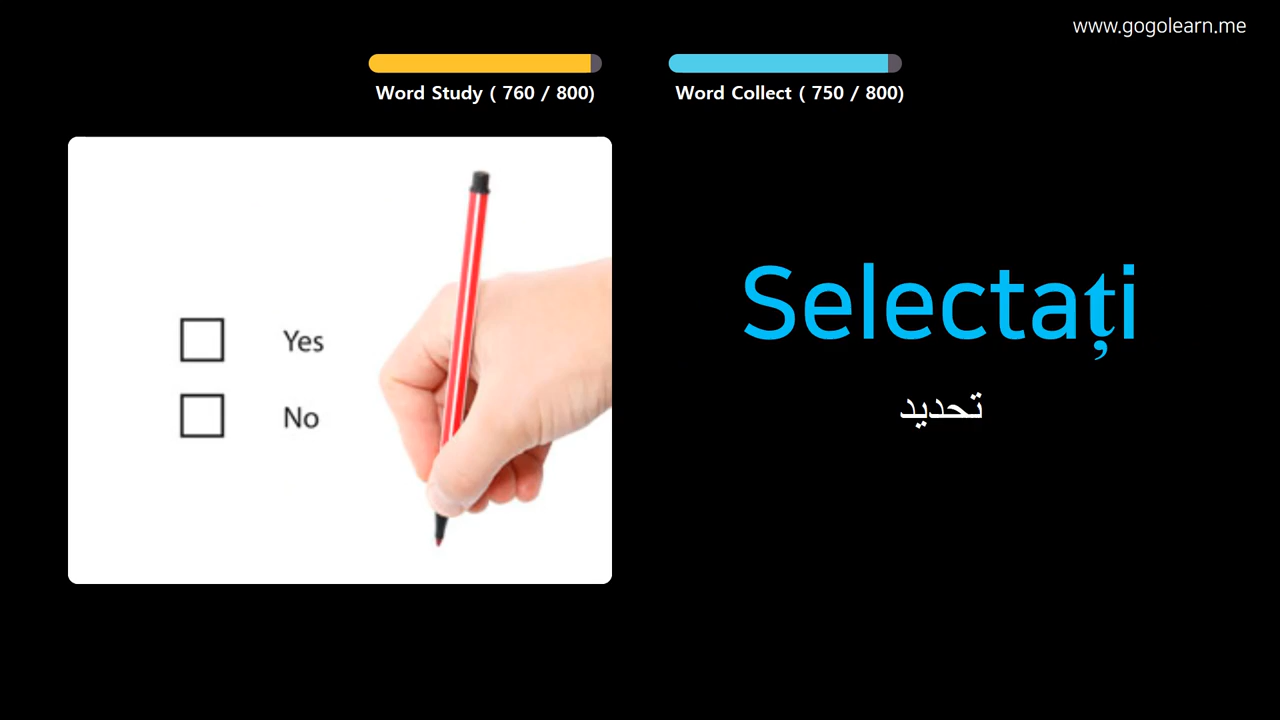 www.gogolearn.me
Word Study ( 760 / 800)
Word Collect ( 750 / 800)
Yes
No
Selectați
تحديد